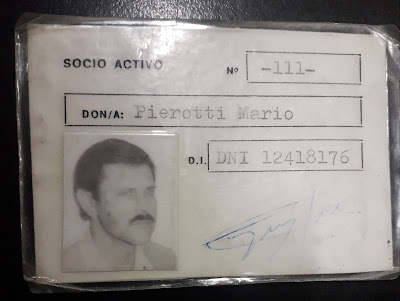 SOCIO ACTIVO
Nº -111-
DON/A: Pierotti Mario
D.I. DNI 12418176